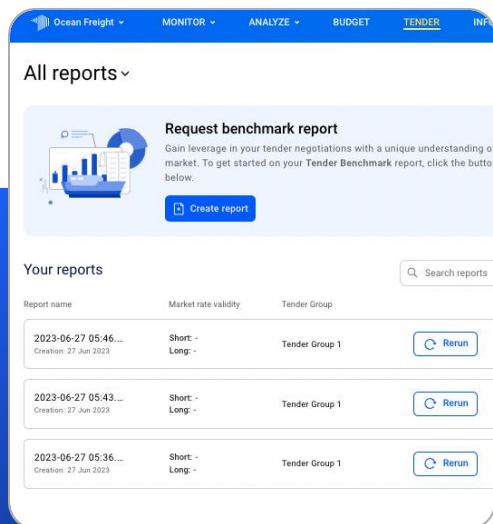 Ocean Freight MONITOR ANALYZE BUDGET TENDER
All reports
Request benchmark report
Gain leverage in your tender negotiations with a unique understanding
market. To get started on your Tender Benchmark report, click the
below.
Create report
Your reports
Search reports
Report name Market rate validity Tender Group
2023-06-27 05:46.... Short: - Tender Group 1 Rerun
Creation: 27 Jun 2023 Long: -
2023-06-27 05:43.... Short: - Tender Group 1 Rerun
Creation: 27 Jun 2023 Long: -
2023-06-27 05:36.... Short: - Tender Group 1 Rerun
Creation: 27 Jun 2023 Long: -